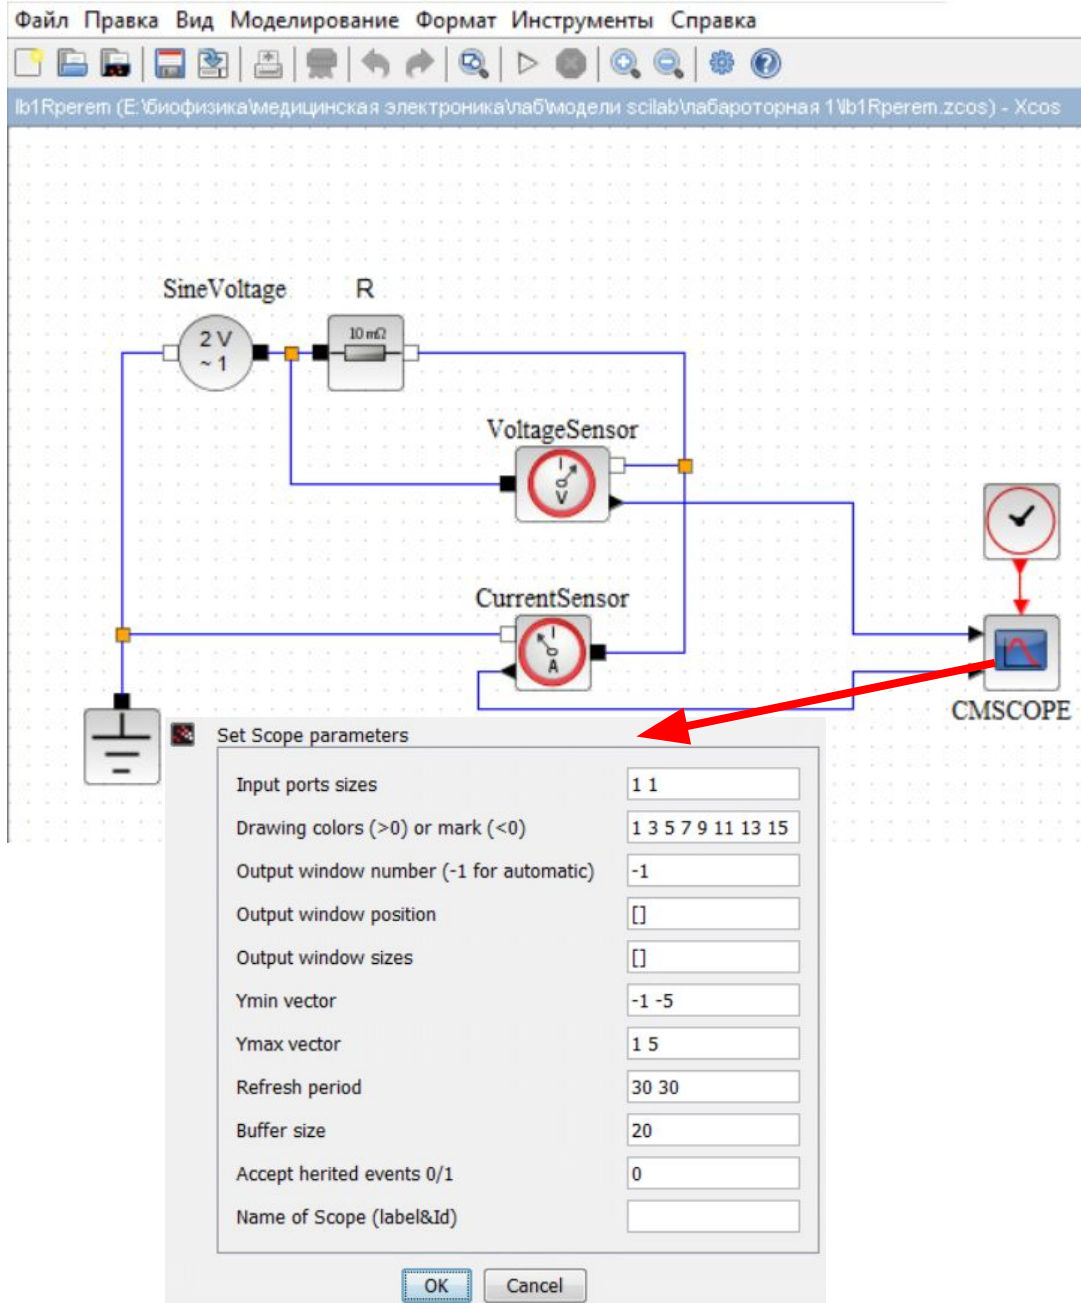 Файл Правка Вид Моделирование Формат Инструменты Справка
lb1Rperem (E:\биофизика\медицинская электроника\лаб\модели scilab\лабароторная 1\lb1Rperem.zcos) - Xcos
SineVoltage R
2 V
~ 1
10 mΩ
VoltageSensor
I
V
CurrentSensor
I
A
CMSCOPE
Set Scope parameters
Input ports sizes 1 1
Drawing colors (>0) or mark (<0) 1 3 5 7 9 11 13 15
Output window number (-1 for automatic) -1
Output window position []
Output window sizes []
Ymin vector -1 -5
Ymax vector 1 5
Refresh period 30 30
Buffer size 20
Accept herited events 0/1 0
Name of Scope (label&Id)
OK Cancel